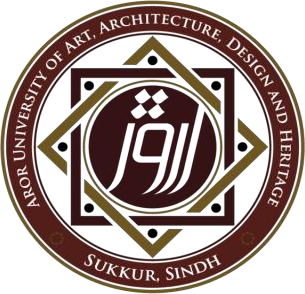 AROR UNIVERSITY OF ART, ARCHITECTURE, DESIGN AND HERITAGE
اروڙ
SUKKUR, SINDH